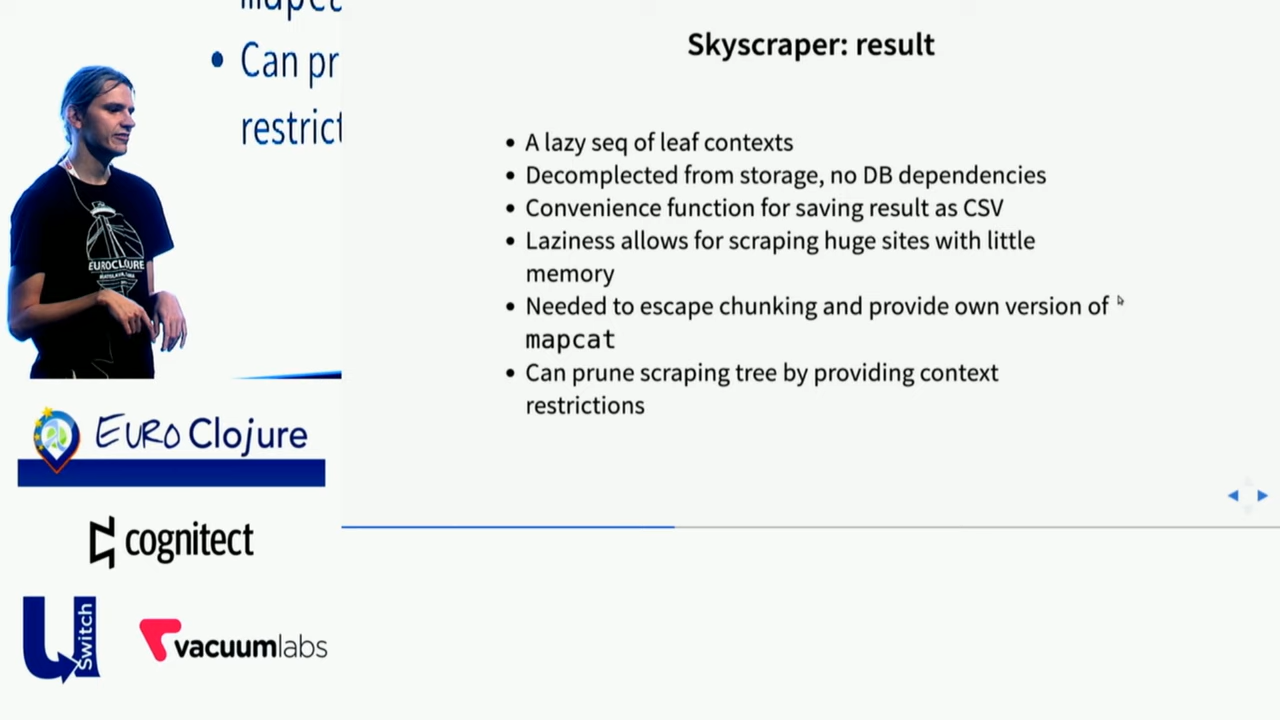 Can pr
restrict
EUROCLOJURE
EURO Clojure
cognitect
Switch
vacuumlabs
Skyscraper: result
• A lazy seq of leaf contexts
• Decomplected from storage, no DB dependencies
• Convenience function for saving result as CSV
• Laziness allows for scraping huge sites with little
memory
• Needed to escape chunking and provide own version of
mapcat
• Can prune scraping tree by providing context
restrictions